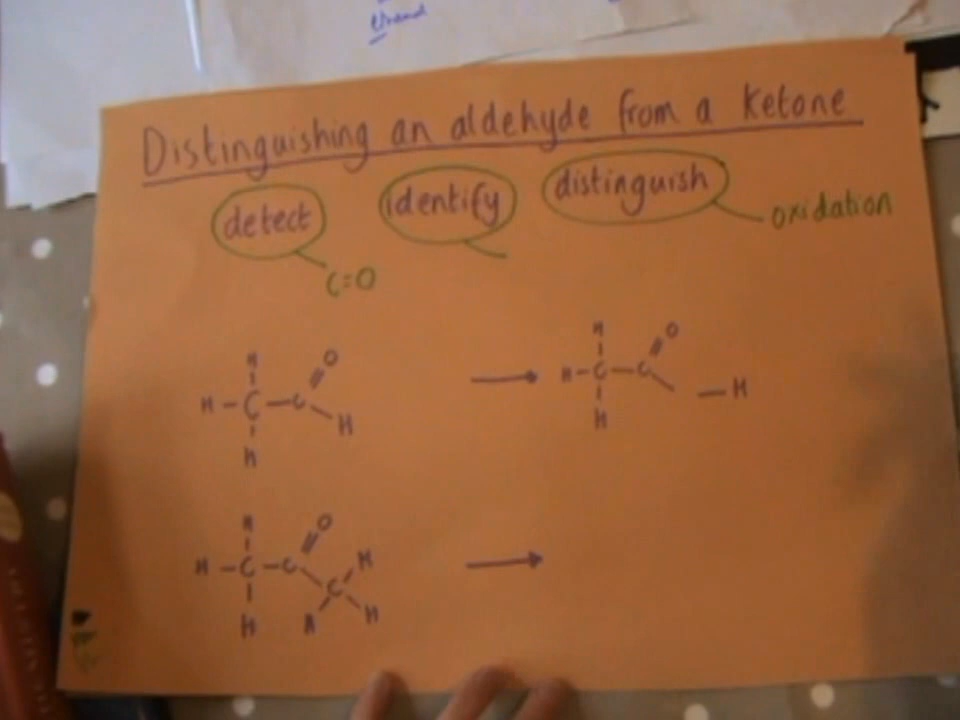 Distinguishing an aldehyde from a ketone
detect identify distinguish
oxidation
C=O
H O H O
H-C-C H-C-C
H H H -H
H O
H-C-C H
C
H H H